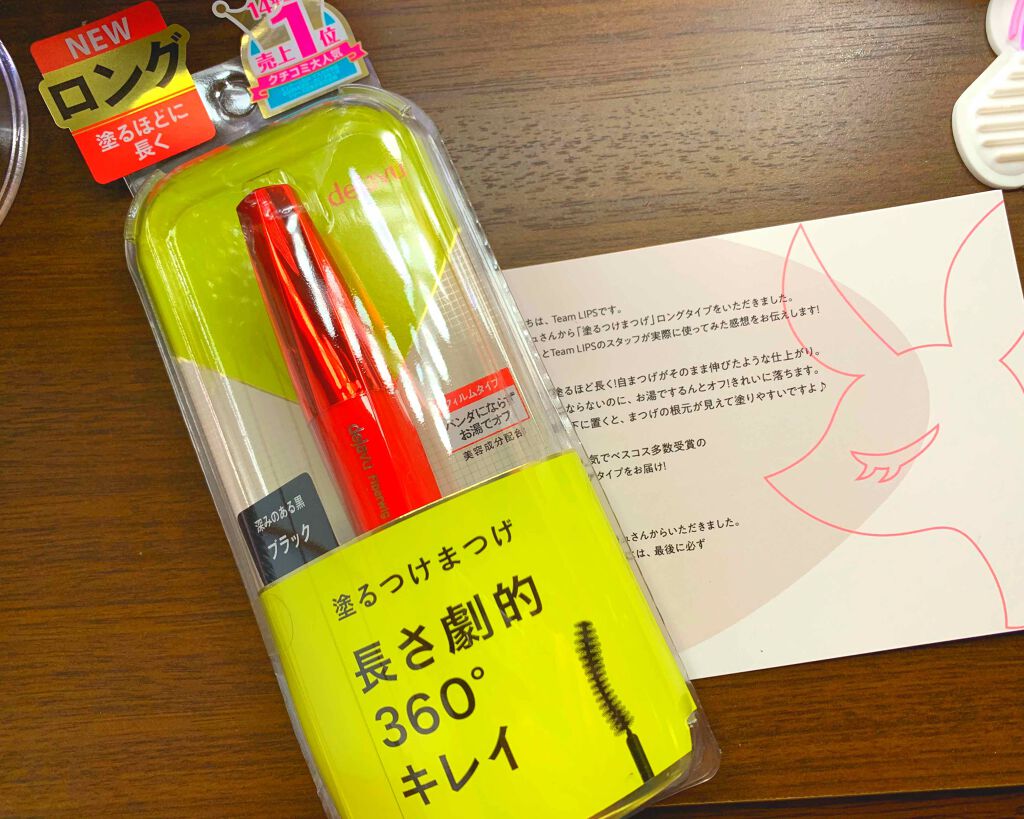 NEW
ロング
塗るほどに
長く
売上1位
クチコミ大人気
dejavu
フィルムタイプ
パンダにならず
お湯でオフ
美容成分配合
dejavu FIBERWIG
深みのある黒
ブラック
塗るつけまつげ
長さ劇的
360°
キレイ
ちは、Team LIPSです。
ュさんから「塗るつけまつげ」ロングタイプをいただきました。
とTeam LIPSのスタッフが実際に使ってみた感想をお伝えします!
塗るほど長く!自まつげがそのまま伸びたような仕上がり。
にならないのに、お湯でするんとオフ!きれいに落ちます。
下に置くと、まつげの根元が見えて塗りやすいですよ♪
気でベスコス多数受賞の
タイプをお届け!
ュさんからいただきました。
には、最後に必ず